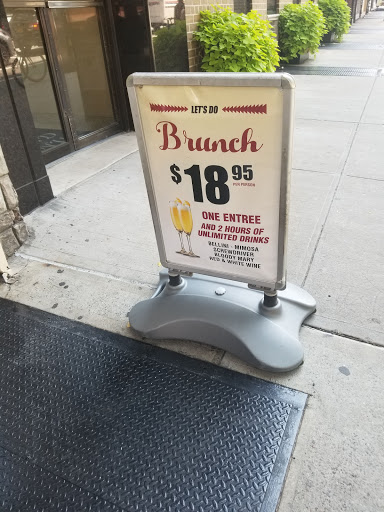 LET'S DO
Brunch
$18.95
PER PERSON
ONE ENTREE
AND 2 HOURS OF
UNLIMITED DRINKS
BELLINI - MIMOSA
SCREWDRIVER
BLOODY MARY
RED & WHITE WINE